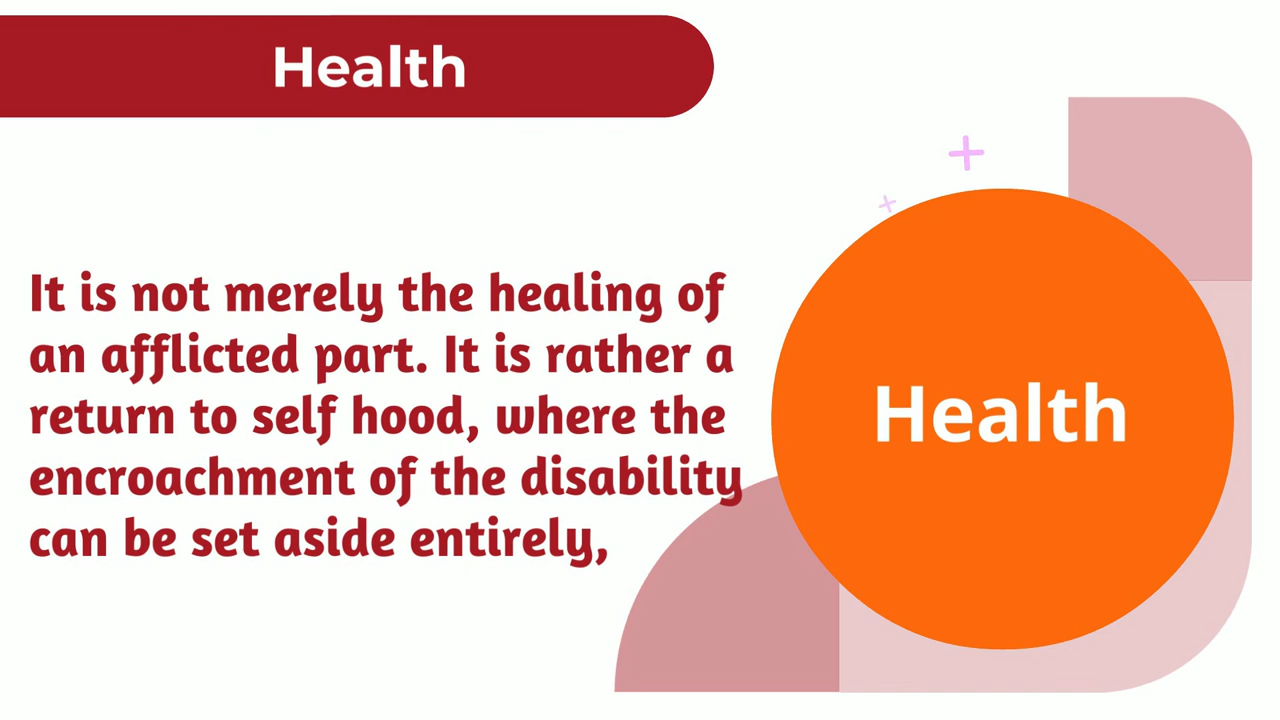 Health
It is not merely the healing of
an afflicted part. It is rather a
return to self hood, where the
encroachment of the disability
can be set aside entirely,
Health